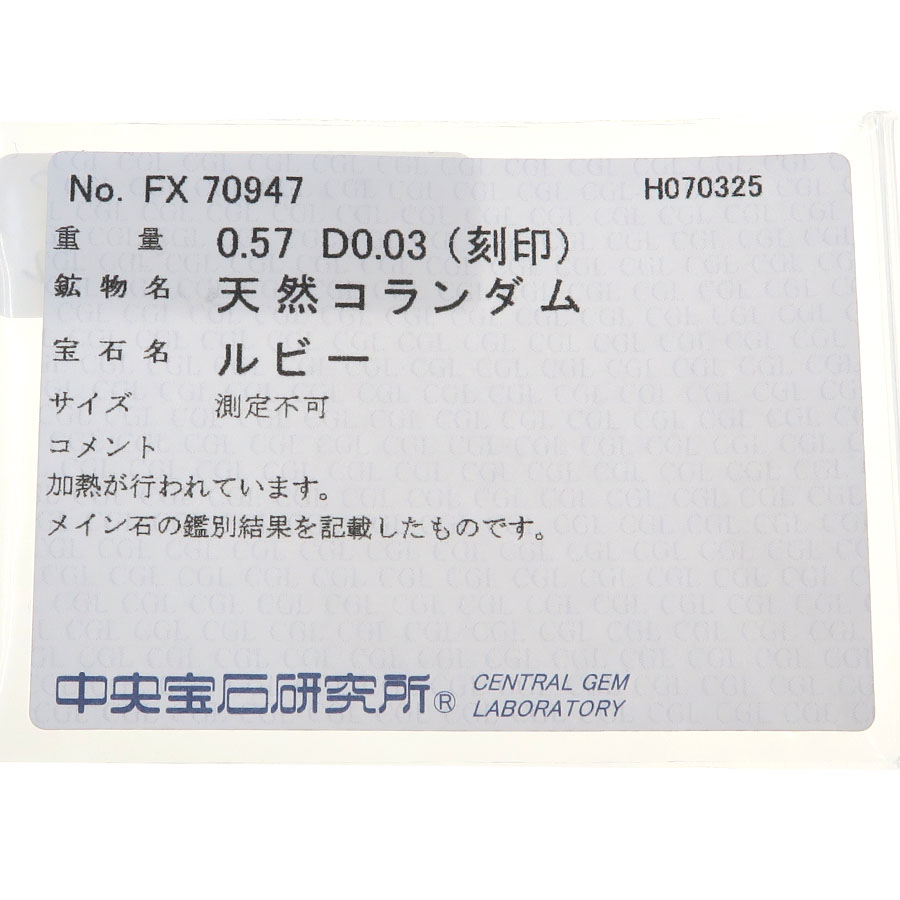 No. FX 70947 H070325
重量 0.57 D0.03 (刻印)
鉱物名 天然コランダム
宝石名 ルビー
サイズ 測定不可
コメント
加熱が行われています。
メイン石の鑑別結果を記載したものです。
中央宝石研究所® CENTRAL GEM
LABORATORY